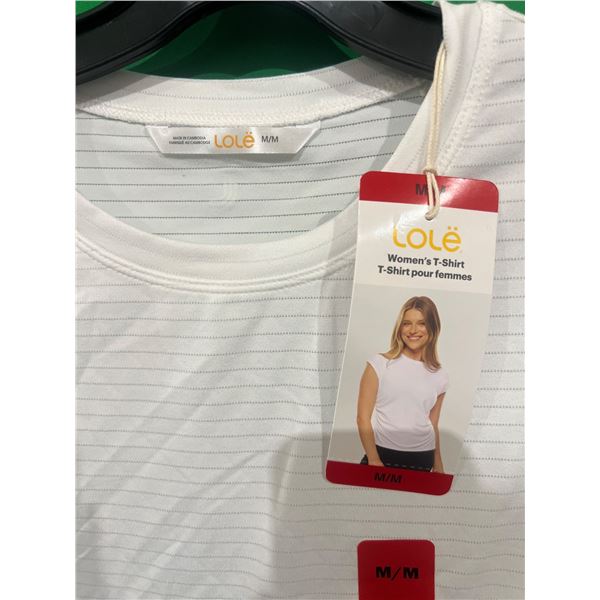 MADE IN CAMBODIA
FABRIQUÉ AU CAMBODGE
Lolë M/M
M/M
Lolë
Women's T-Shirt
T-Shirt pour femmes
M/M
M/M